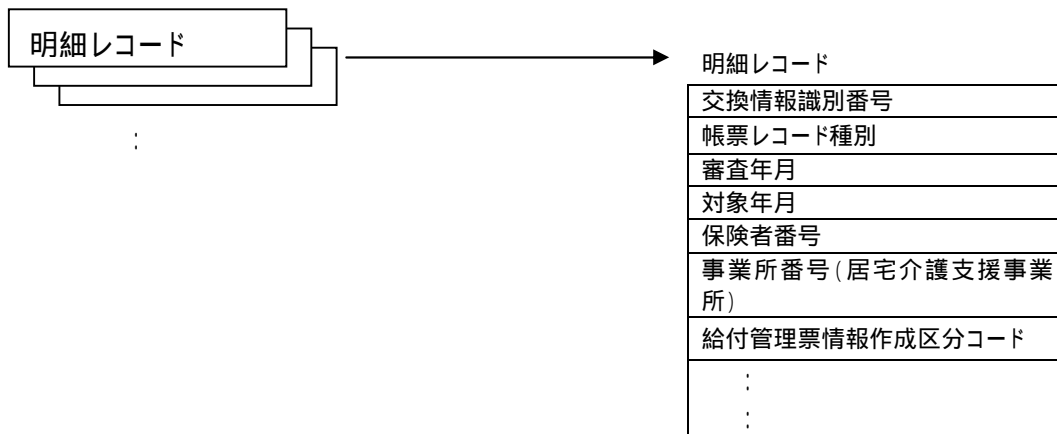 明細レコード
:
明細レコード
交換情報識別番号
帳票レコード種別
審査年月
対象年月
保険者番号
事業所番号(居宅介護支援事業
所)
給付管理票情報作成区分コード
:
: